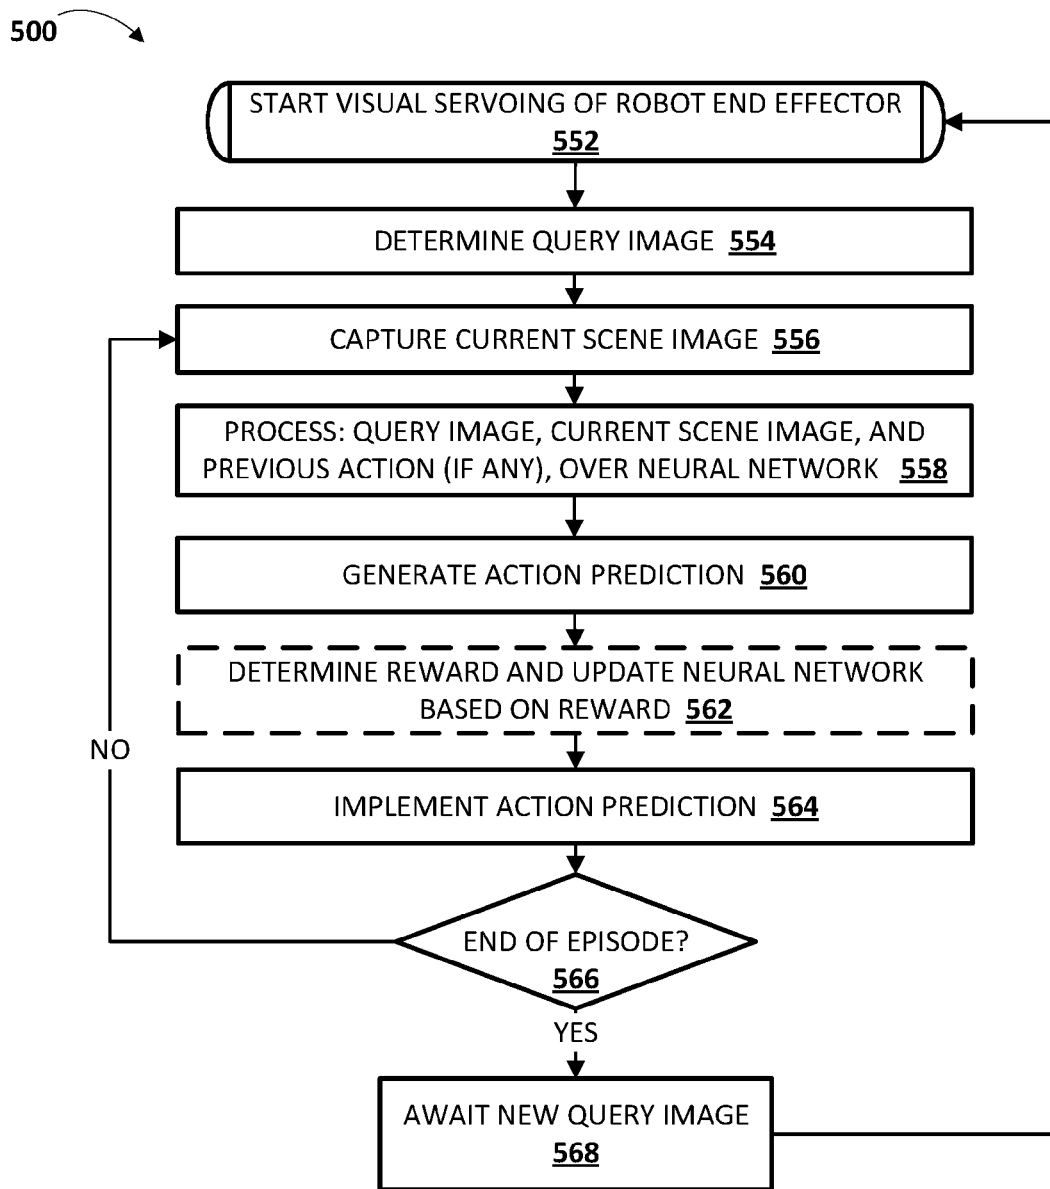 500
START VISUAL SERVOING OF ROBOT END EFFECTOR
552
DETERMINE QUERY IMAGE 554
CAPTURE CURRENT SCENE IMAGE 556
PROCESS: QUERY IMAGE, CURRENT SCENE IMAGE, AND
PREVIOUS ACTION (IF ANY), OVER NEURAL NETWORK 558
GENERATE ACTION PREDICTION 560
DETERMINE REWARD AND UPDATE NEURAL NETWORK
BASED ON REWARD 562
NO
IMPLEMENT ACTION PREDICTION 564
END OF EPISODE?
566
YES
AWAIT NEW QUERY IMAGE
568